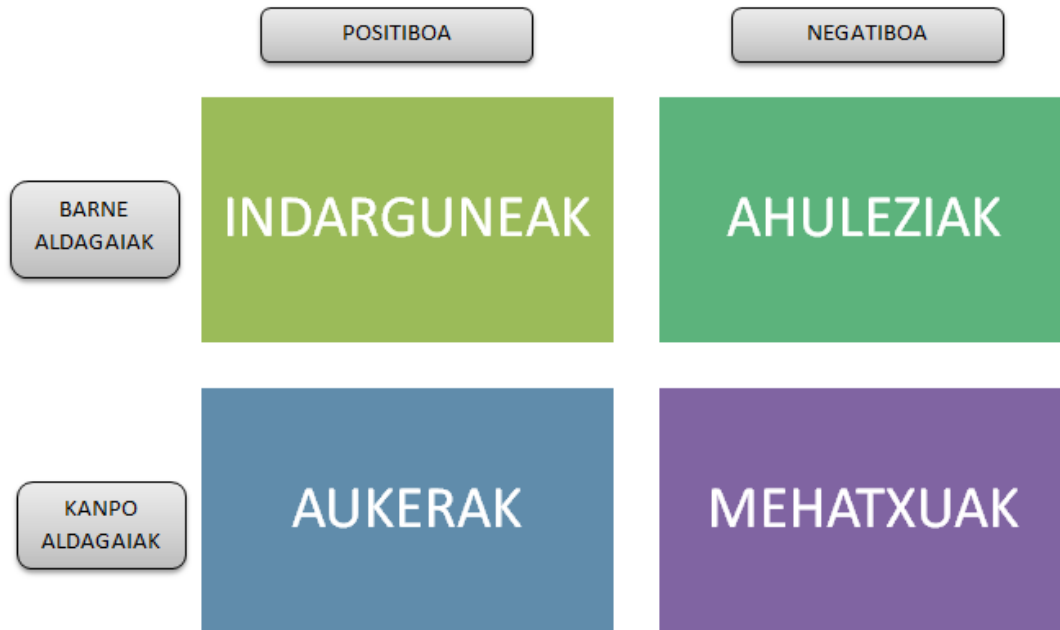 POSITIBOA
NEGATIBOA
BARNE
ALDAGAIAK
INDARGUNEAK
AHULEZIAK
KANPO
ALDAGAIAK
AUKERAK
MEHATXUAK